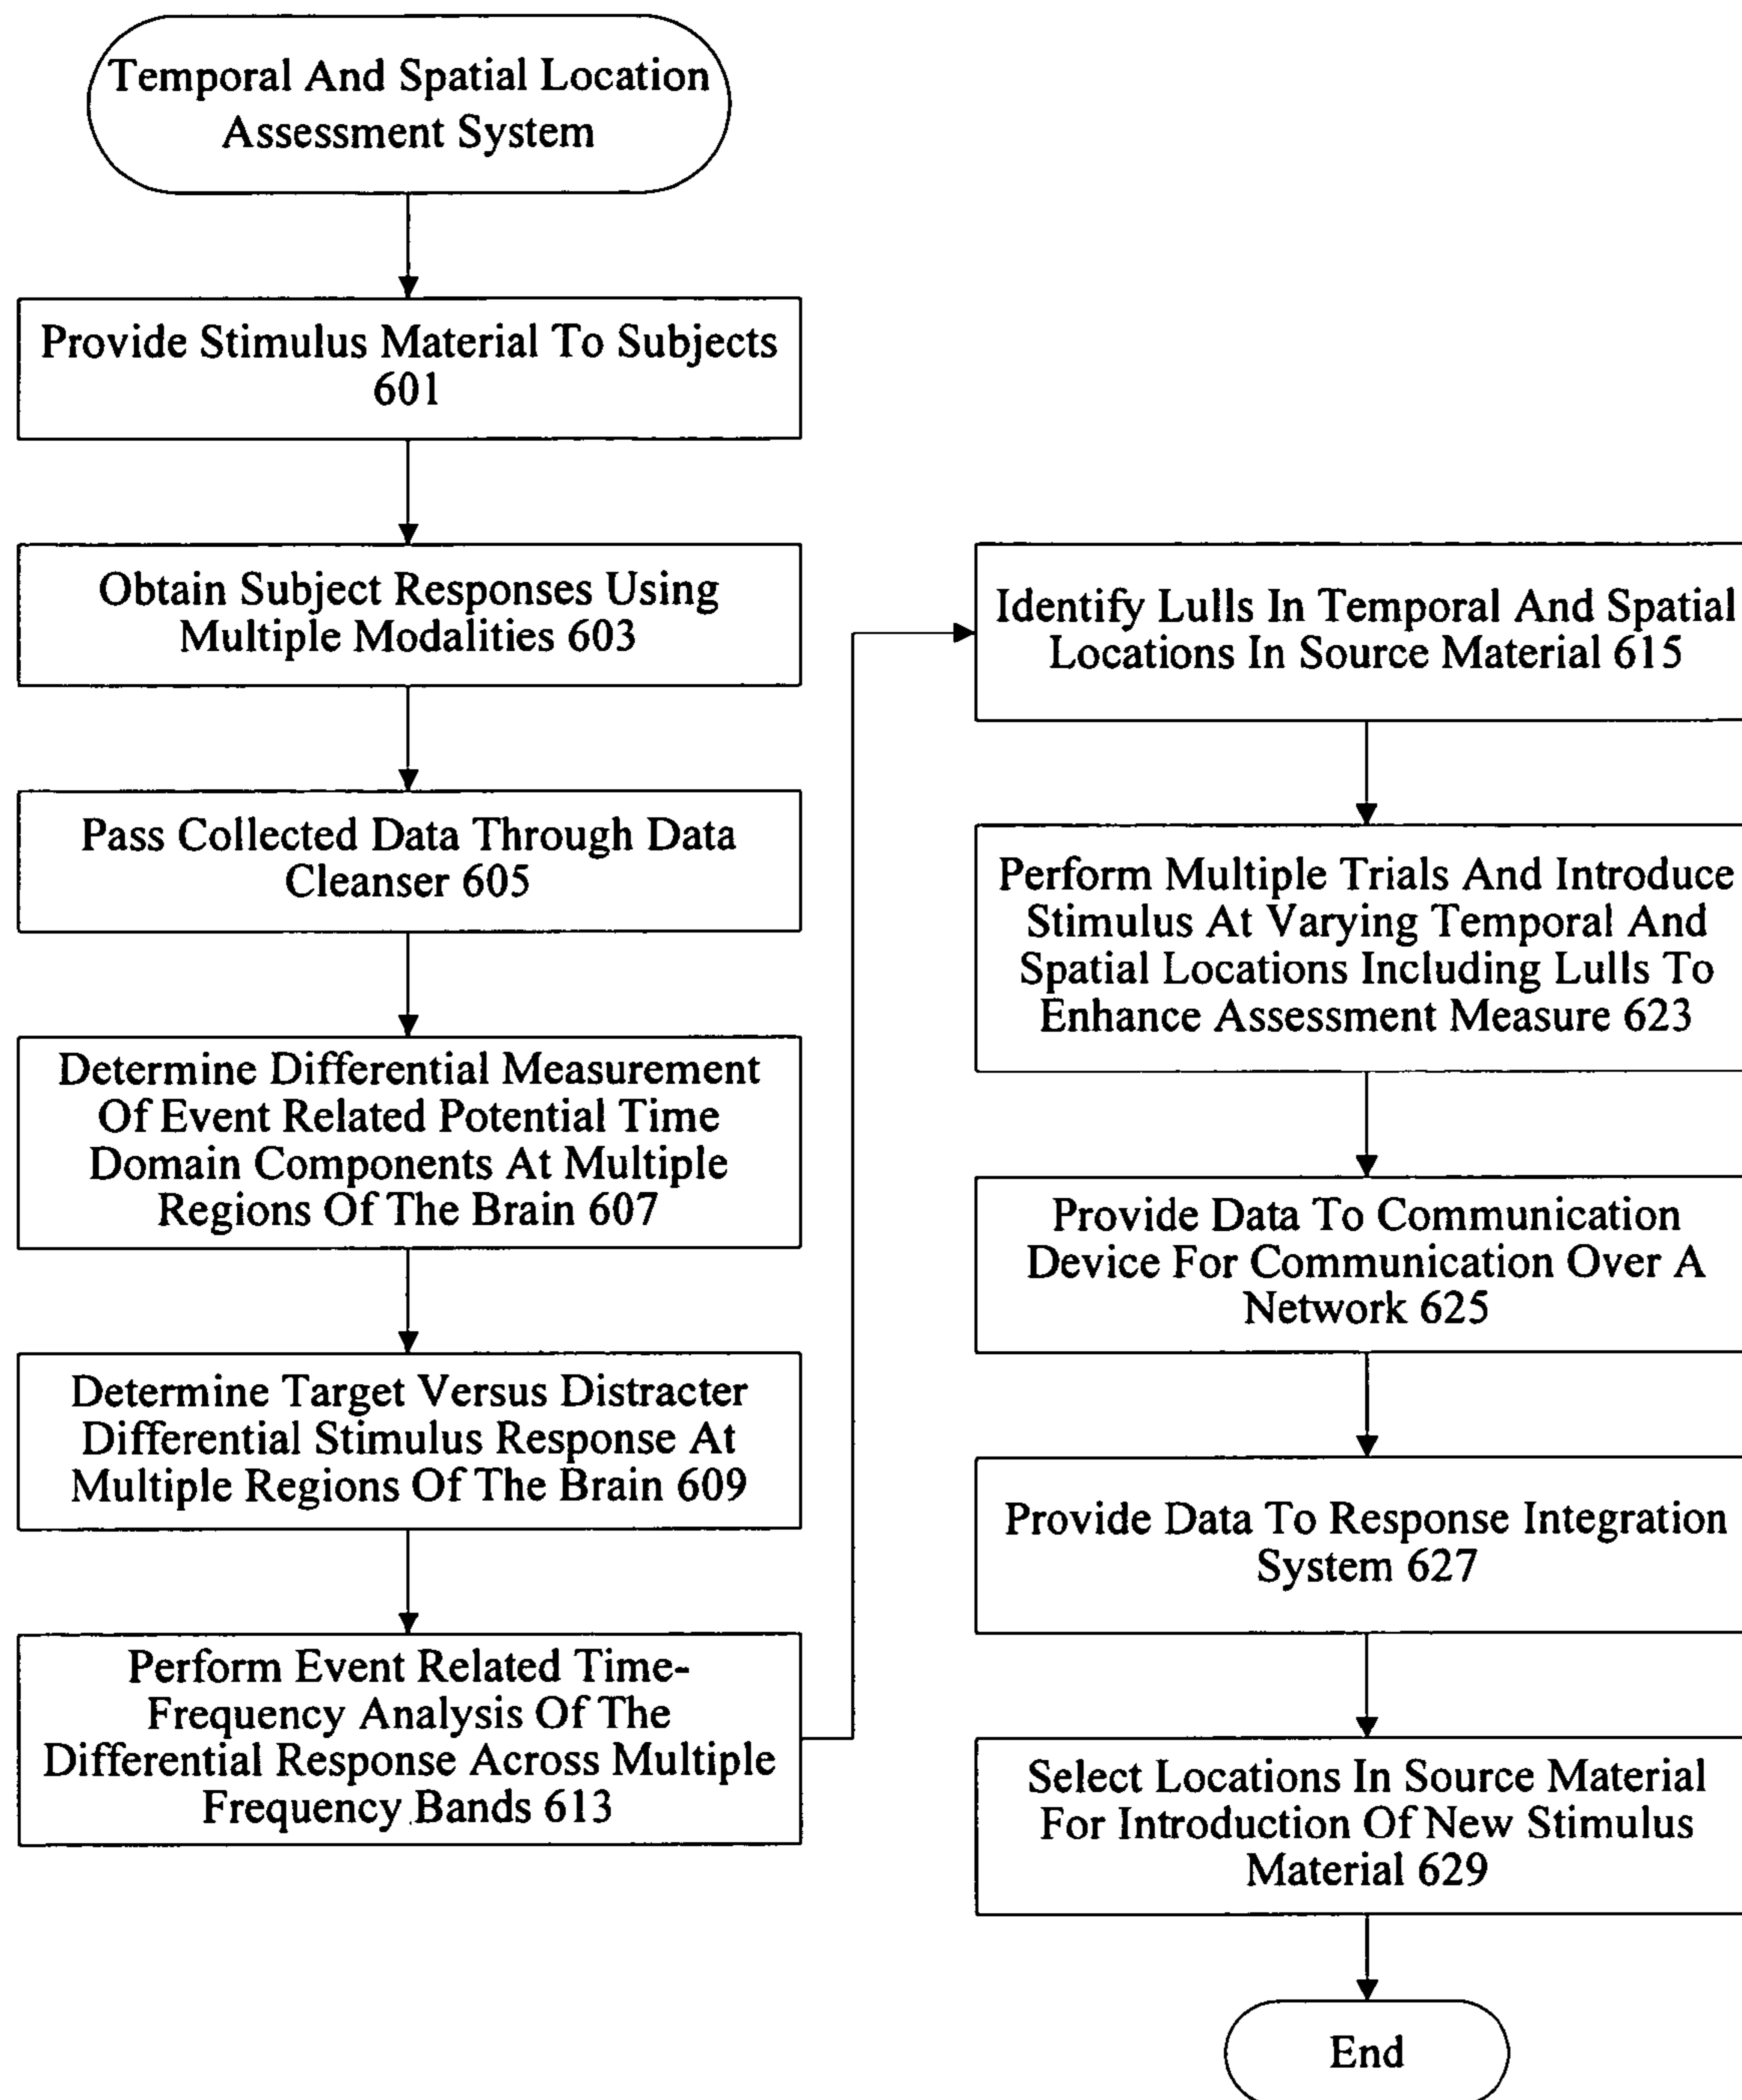 Temporal And Spatial Location
Assessment System
Provide Stimulus Material To Subjects
601
Obtain Subject Responses Using
Multiple Modalities 603
Pass Collected Data Through Data
Cleanser 605
Determine Differential Measurement
Of Event Related Potential Time
Domain Components At Multiple
Regions Of The Brain 607
Determine Target Versus Distracter
Differential Stimulus Response At
Multiple Regions Of The Brain 609
Perform Event Related Time-
Frequency Analysis Of The
Differential Response Across Multiple
Frequency Bands 613
Identify Lulls In Temporal And Spatial
Locations In Source Material 615
Perform Multiple Trials And Introduce
Stimulus At Varying Temporal And
Spatial Locations Including Lulls To
Enhance Assessment Measure 623
Provide Data To Communication
Device For Communication Over A
Network 625
Provide Data To Response Integration
System 627
Select Locations In Source Material
For Introduction Of New Stimulus
Material 629
End